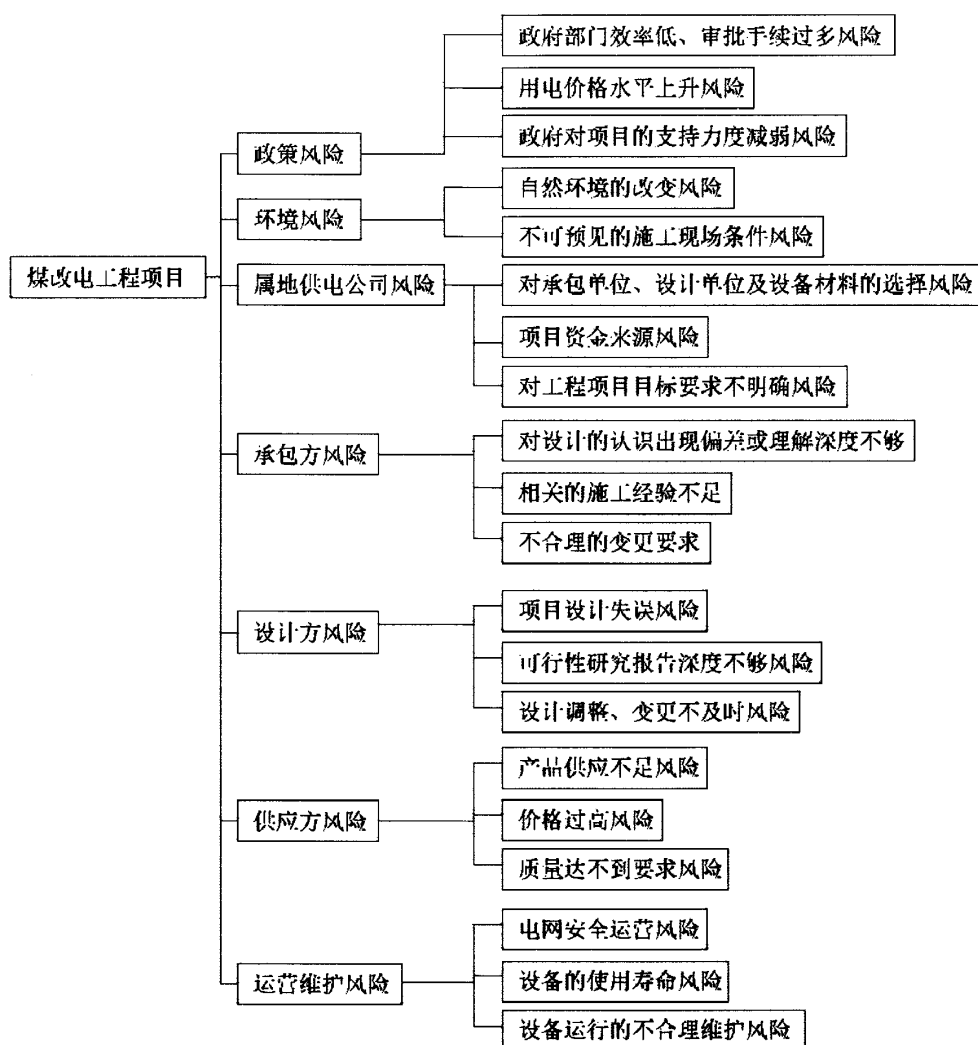 煤改电工程项目
政策风险
政府部门效率低、审批手续过多风险
用电价格水平上升风险
政府对项目的支持力度减弱风险
环境风险
自然环境的改变风险
不可预见的施工现场条件风险
属地供电公司风险
对承包单位、设计单位及设备材料的选择风险
项目资金来源风险
对工程项目目标要求不明确风险
承包方风险
对设计的认识出现偏差或理解深度不够
相关的施工经验不足
不合理的变更要求
设计方风险
项目设计失误风险
可行性研究报告深度不够风险
设计调整、变更不及时风险
供应方风险
产品供应不足风险
价格过高风险
质量达不到要求风险
运营维护风险
电网安全运营风险
设备的使用寿命风险
设备运行的不合理维护风险